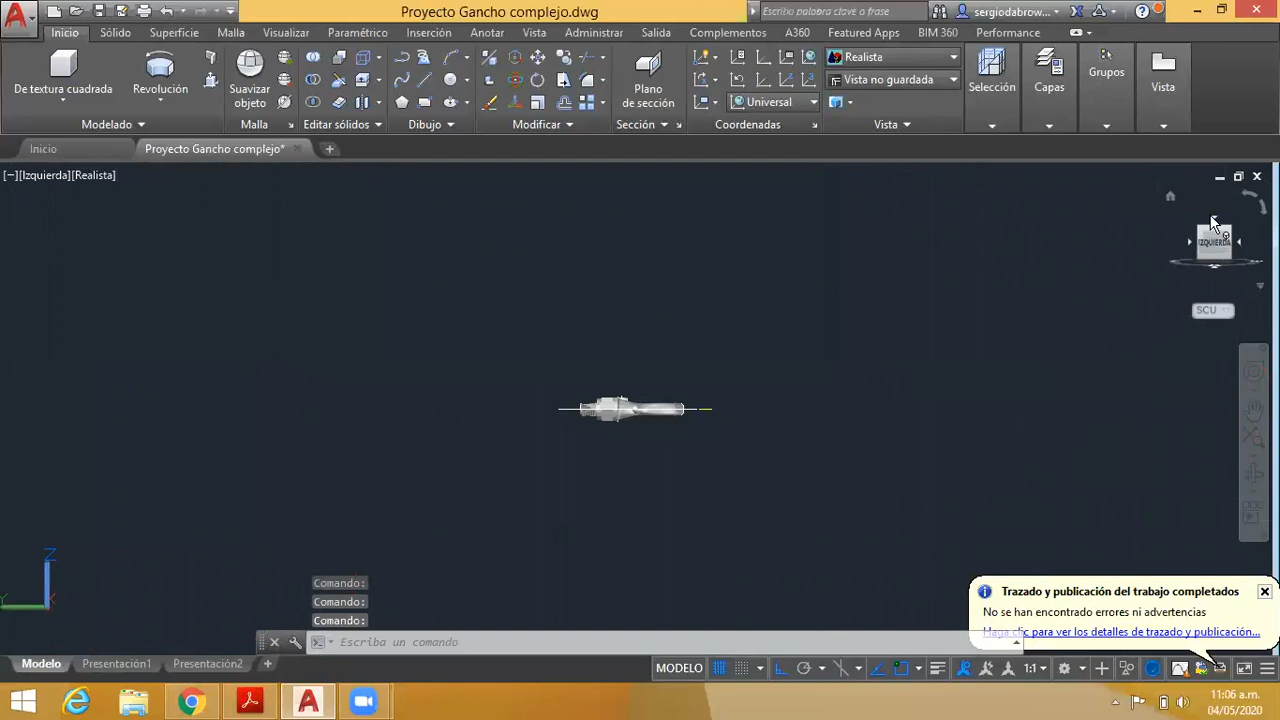 Proyecto Gancho complejo.dwg
Escriba palabra clave o frase
sergiodabrow...
Inicio Sólido Superficie Malla Visualizar Paramétrico Inserción Anotar Vista Administrar Salida Complementos A360 Featured Apps BIM 360 Performance
De textura cuadrada
Revolución
Suavizar
objeto
Plano
de sección
Realista
Vista no guardada
Universal
Selección
Capas
Grupos
Vista
Modelado
Malla
Editar sólidos
Dibujo
Modificar
Sección
Coordenadas
Vista
Inicio
Proyecto Gancho complejo*
[−][Izquierda][Realista]
IZQUIERDA
SCU
Z
Y
X
Comando:
Comando:
Comando:
Escriba un comando
Trazado y publicación del trabajo completados
No se han encontrado errores ni advertencias
Haga clic para ver los detalles de trazado y publicación...
Modelo
Presentación1
Presentación2
MODELO
1:1
11:06 a.m.
04/05/2020